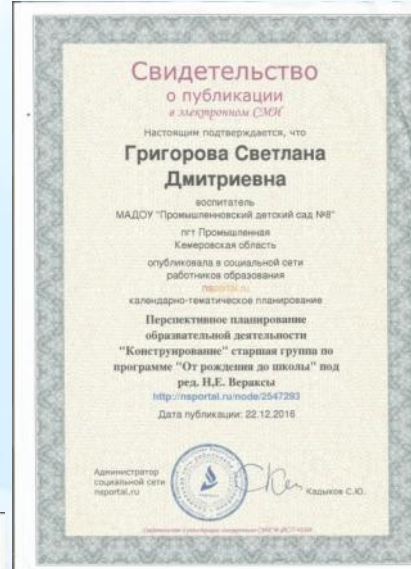 Свидетельство
о публикации
в электронном СМИ
Настоящим подтверждается, что
Григорова Светлана
Дмитриевна
воспитатель
МАДОУ "Промышленновский детский сад №8"
пгт Промышленная
Кемеровская область
опубликовала в социальной сети
работников образования
nsportal.ru
календарно-тематическое планирование
Перспективное планирование
образвательной деятельности
"Конструирование" старшая группа по
программе "От рождения до школы" под
ред. Н,Е. Вераксы
http://nsportal.ru/node/2547293
Дата публикации: 22.12.2016
Администратор
социальной сети
nsportal.ru
Кадыков С.Ю.